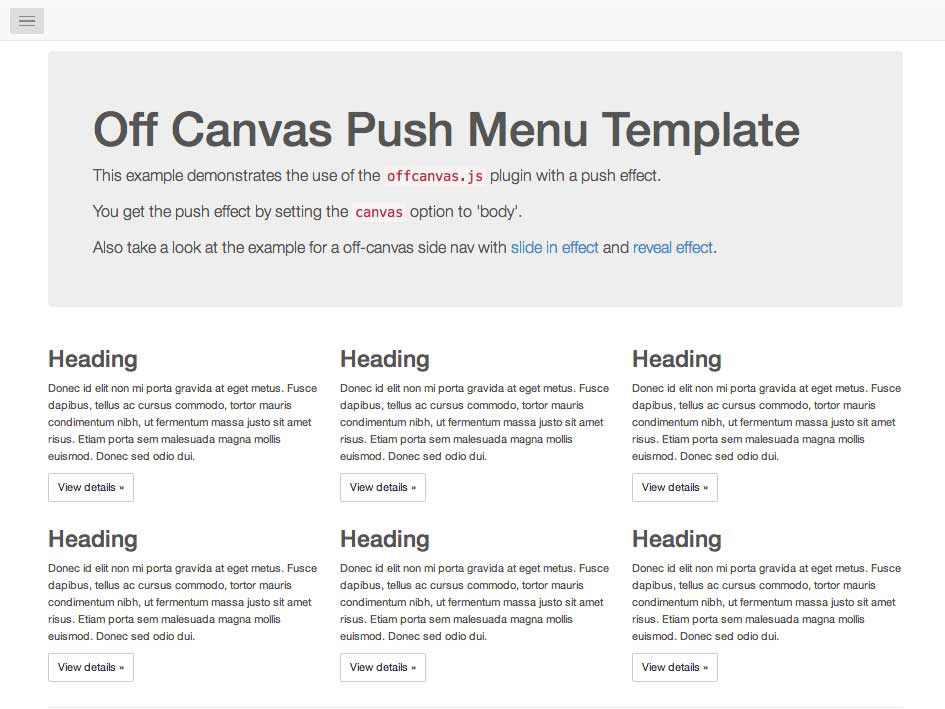 Off Canvas Push Menu Template
This example demonstrates the use of the offcanvas.js plugin with a push effect.
You get the push effect by setting the canvas option to 'body'.
Also take a look at the example for a off-canvas side nav with slide in effect and reveal effect.
Heading
Donec id elit non mi porta gravida at eget metus. Fusce
dapibus, tellus ac cursus commodo, tortor mauris
condimentum nibh, ut fermentum massa justo sit amet
risus. Etiam porta sem malesuada magna mollis
euismod. Donec sed odio dui.
View details »
Heading
Donec id elit non mi porta gravida at eget metus. Fusce
dapibus, tellus ac cursus commodo, tortor mauris
condimentum nibh, ut fermentum massa justo sit amet
risus. Etiam porta sem malesuada magna mollis
euismod. Donec sed odio dui.
View details »
Heading
Donec id elit non mi porta gravida at eget metus. Fusce
dapibus, tellus ac cursus commodo, tortor mauris
condimentum nibh, ut fermentum massa justo sit amet
risus. Etiam porta sem malesuada magna mollis
euismod. Donec sed odio dui.
View details »
Heading
Donec id elit non mi porta gravida at eget metus. Fusce
dapibus, tellus ac cursus commodo, tortor mauris
condimentum nibh, ut fermentum massa justo sit amet
risus. Etiam porta sem malesuada magna mollis
euismod. Donec sed odio dui.
View details »
Heading
Donec id elit non mi porta gravida at eget metus. Fusce
dapibus, tellus ac cursus commodo, tortor mauris
condimentum nibh, ut fermentum massa justo sit amet
risus. Etiam porta sem malesuada magna mollis
euismod. Donec sed odio dui.
View details »
Heading
Donec id elit non mi porta gravida at eget metus. Fusce
dapibus, tellus ac cursus commodo, tortor mauris
condimentum nibh, ut fermentum massa justo sit amet
risus. Etiam porta sem malesuada magna mollis
euismod. Donec sed odio dui.
View details »